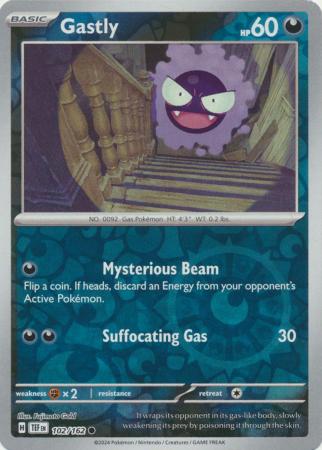 BASIC
Gastly
HP 60
NO. 0092 Gas Pokémon HT: 4'3" WT: 0.2 lbs.
Mysterious Beam
Flip a coin. If heads, discard an Energy from your opponent's
Active Pokémon.
Suffocating Gas 30
weakness ×2 resistance retreat
Illus. Fujimoto Gold
H TEF EN 102/162
It wraps its opponent in its gas-like body, slowly
weakening its prey by poisoning it through the skin.
©2024 Pokémon / Nintendo / Creatures / GAME FREAK